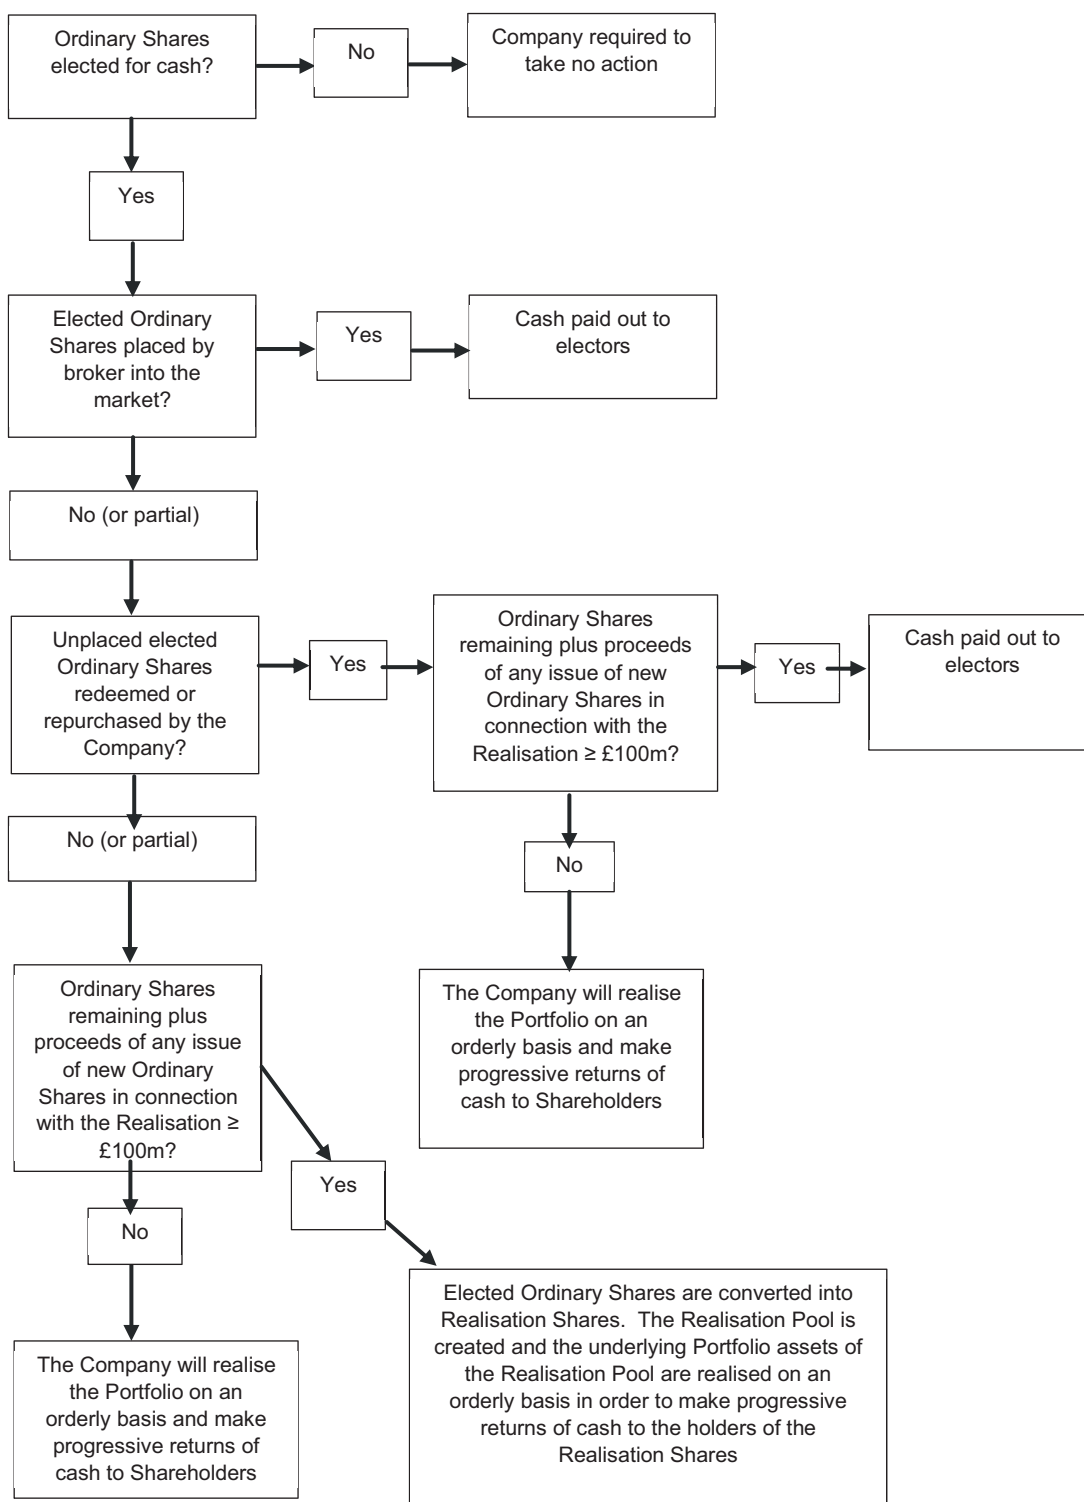 Ordinary Shares
elected for cash?
No
Company required to
take no action
Yes
Elected Ordinary
Shares placed by
broker into the
market?
Yes
Cash paid out to
electors
No (or partial)
Unplaced elected
Ordinary Shares
redeemed or
repurchased by the
Company?
Yes
Ordinary Shares
remaining plus proceeds
of any issue of new
Ordinary Shares in
connection with the
Realisation ≥ £100m?
Yes
Cash paid out to
electors
No (or partial)
No
Ordinary Shares
remaining plus
proceeds of any issue
of new Ordinary
Shares in connection
with the Realisation ≥
£100m?
The Company will realise
the Portfolio on an
orderly basis and make
progressive returns of
cash to Shareholders
Yes
No
Elected Ordinary Shares are converted into
Realisation Shares. The Realisation Pool is
created and the underlying Portfolio assets of
the Realisation Pool are realised on an
orderly basis in order to make progressive
returns of cash to the holders of the
Realisation Shares
The Company will realise
the Portfolio on an
orderly basis and make
progressive returns of
cash to Shareholders